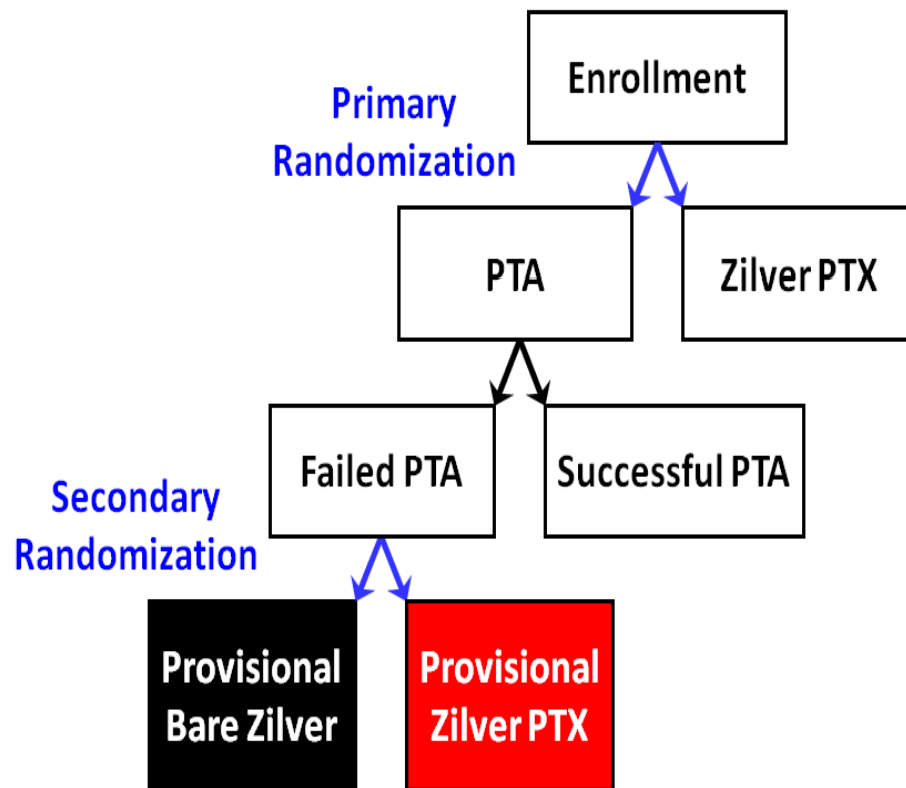 Enrollment
Primary
Randomization
PTA
Zilver PTX
Failed PTA
Successful PTA
Secondary
Randomization
Provisional
Bare Zilver
Provisional
Zilver PTX